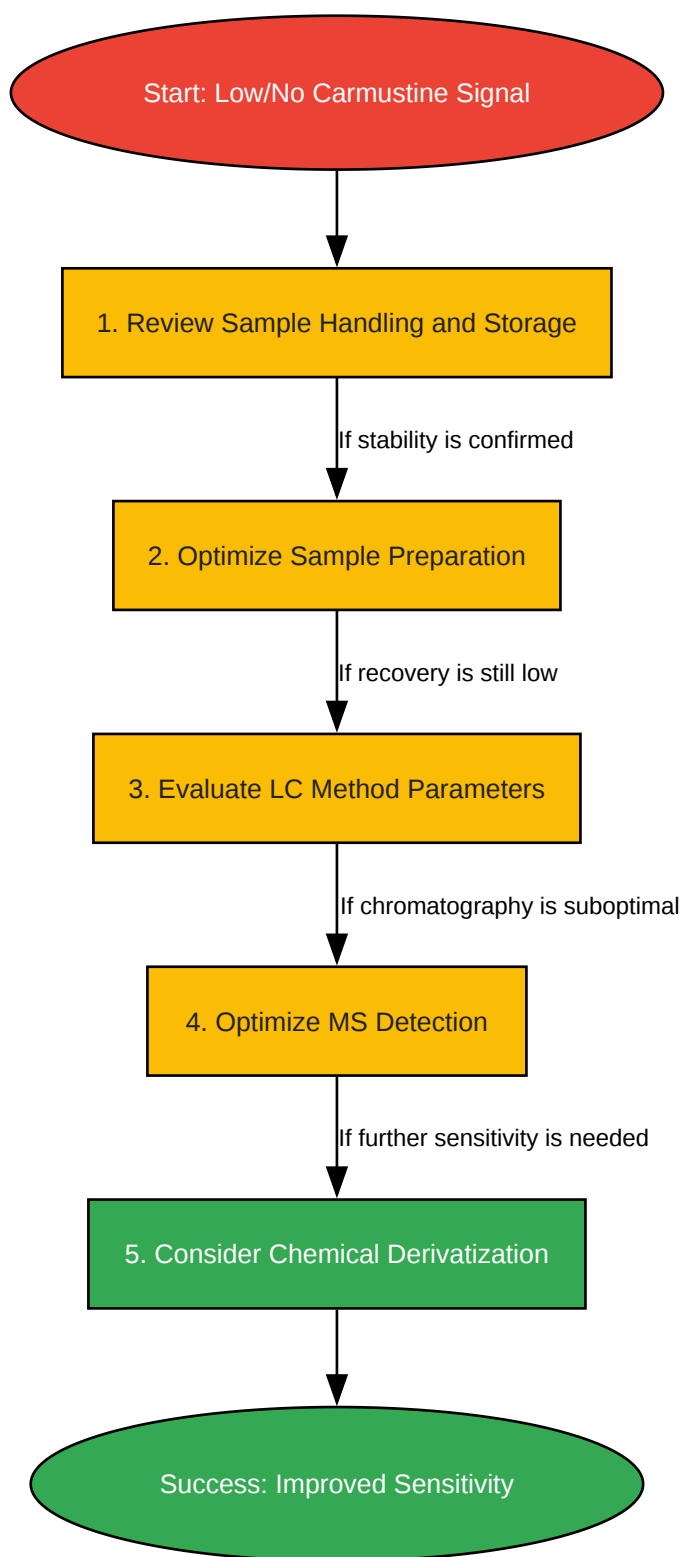 Start: Low/No Carmustine Signal
1. Review Sample Handling and Storage
If stability is confirmed
2. Optimize Sample Preparation
If recovery is still low
3. Evaluate LC Method Parameters
If chromatography is suboptimal
4. Optimize MS Detection
If further sensitivity is needed
5. Consider Chemical Derivatization
Success: Improved Sensitivity